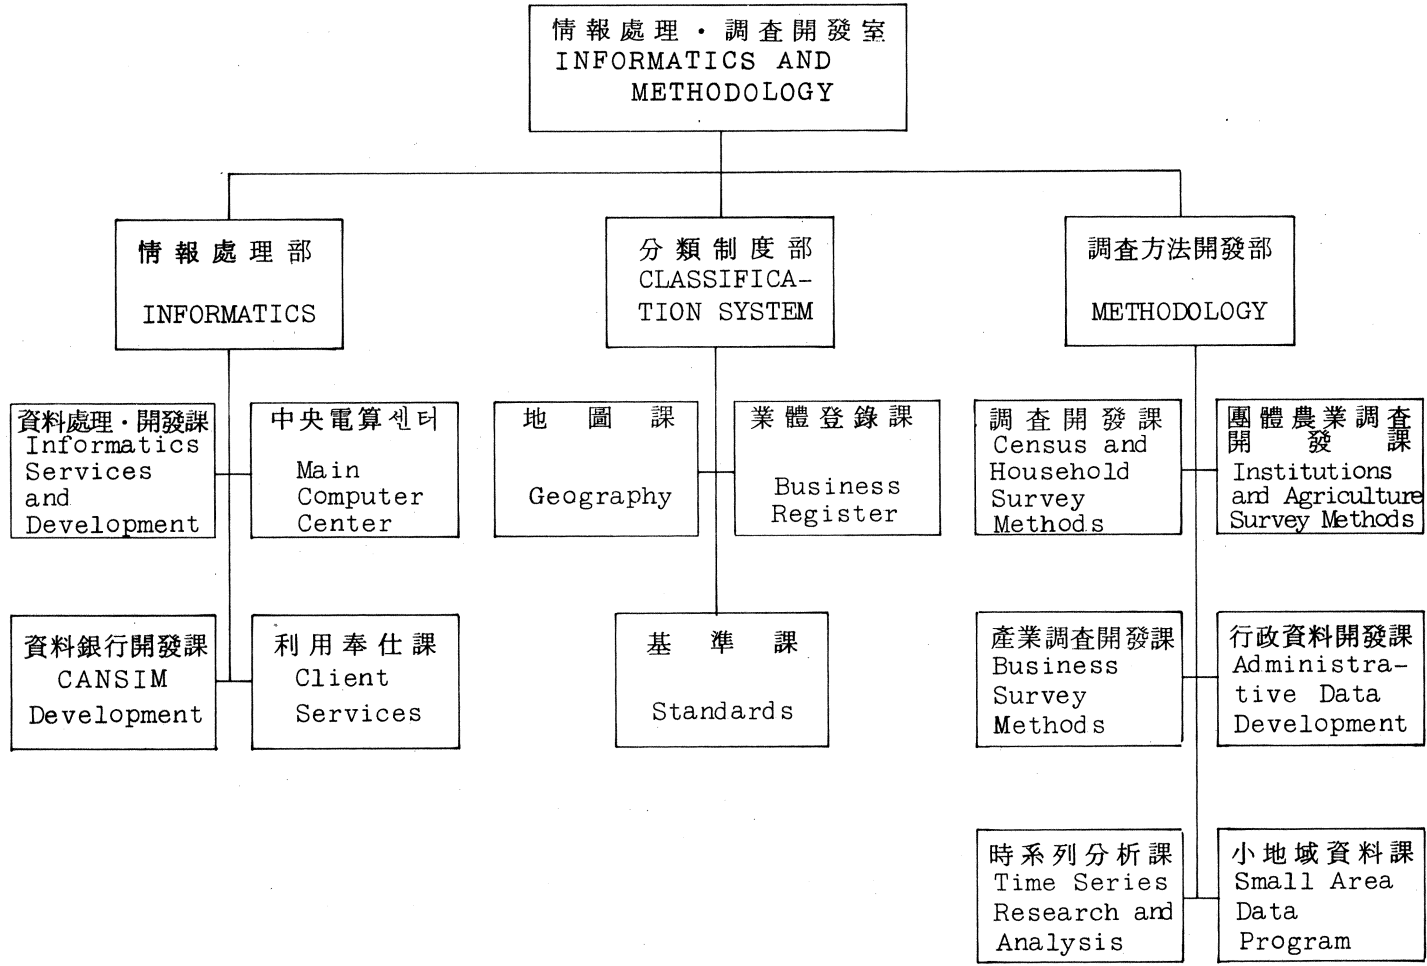 情報處理・調査開發室
INFORMATICS AND
METHODOLOGY
情報處理部
INFORMATICS
分類制度部
CLASSIFICA-
TION SYSTEM
調査方法開發部
METHODOLOGY
資料處理・開發課
Informatics
Services
and
Development
中央電算센터
Main
Computer
Center
地圖課
Geography
業體登錄課
Business
Register
調査開發課
Census and
Household
Survey
Methods
團體農業調査
開發課
Institutions
and Agriculture
Survey Methods
資料銀行開發課
CANSIM
Development
利用奉仕課
Client
Services
基準課
Standards
產業調査開發課
Business
Survey
Methods
行政資料開發課
Administra-
tive Data
Development
時系列分析課
Time Series
Research and
Analysis
小地域資料課
Small Area
Data
Program